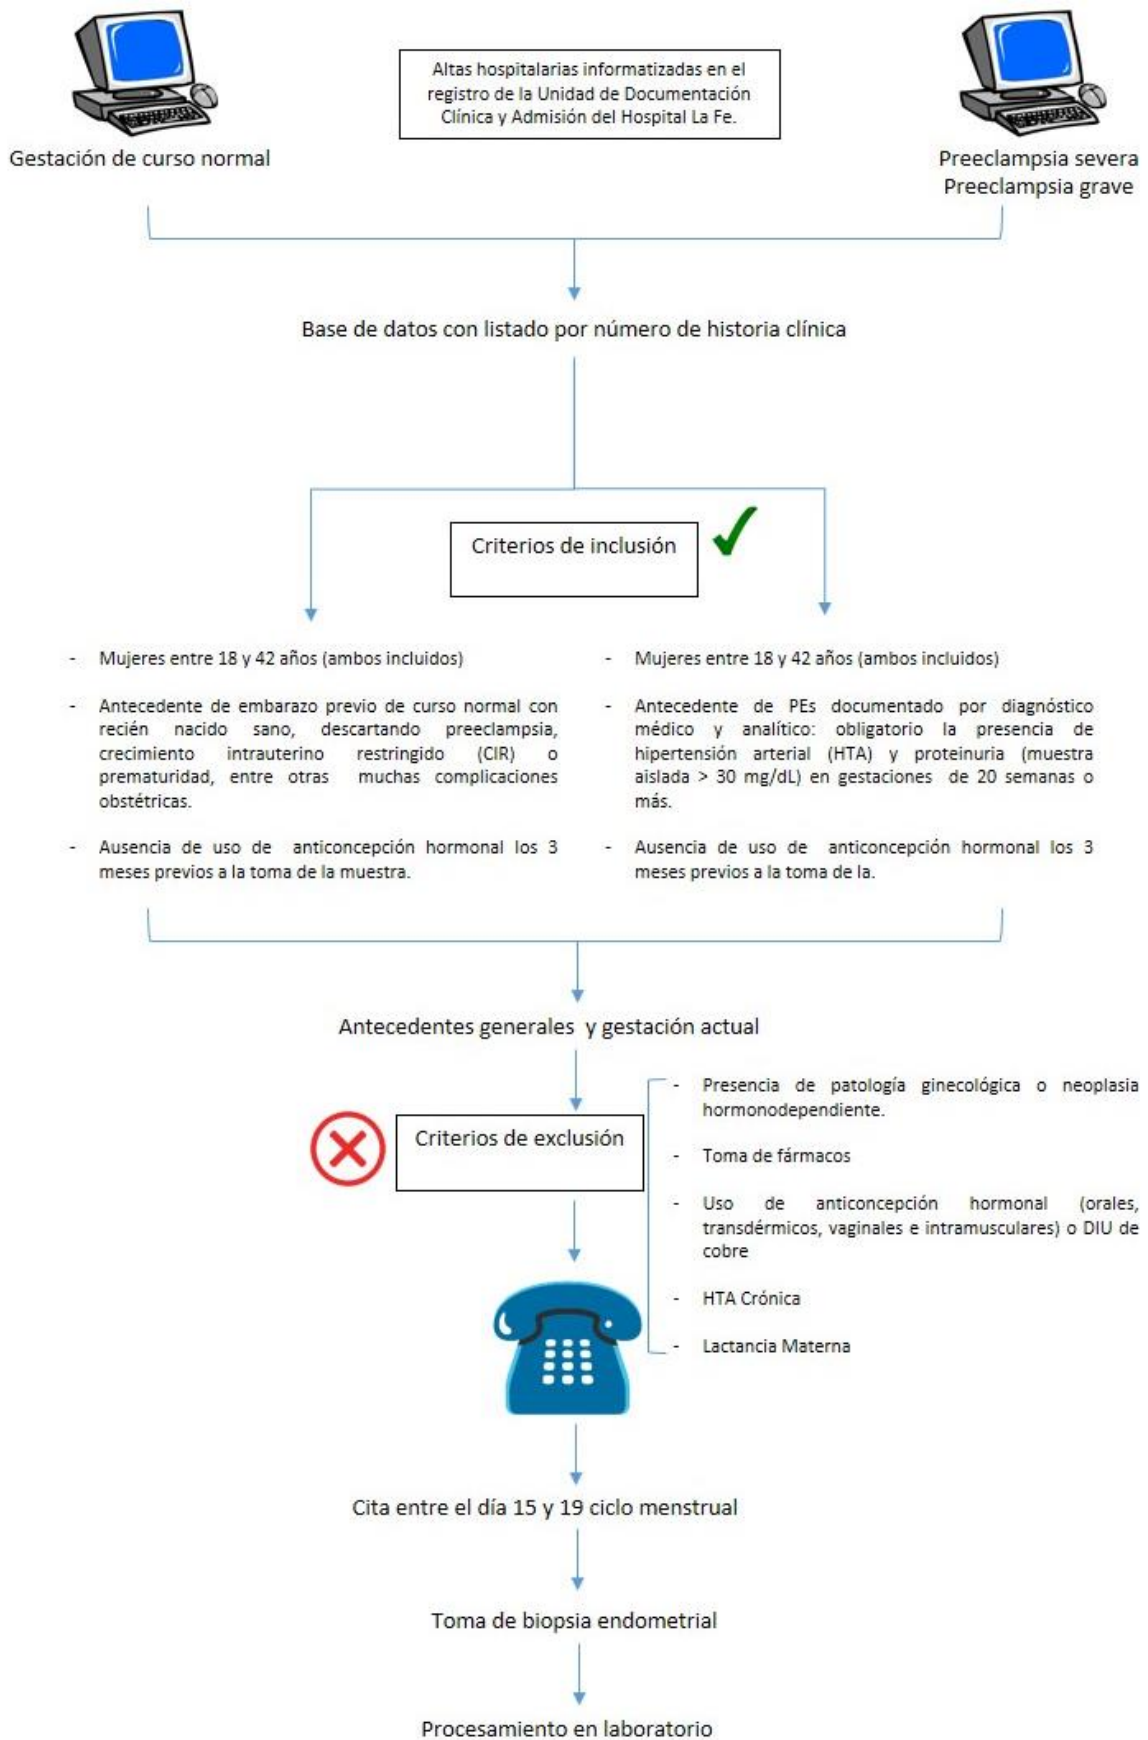 Altas hospitalarias informatizadas en el
registro de la Unidad de Documentación
Clínica y Admisión del Hospital La Fe.
Gestación de curso normal
Preeclampsia severa
Preeclampsia grave
Base de datos con listado por número de historia clínica
Criterios de inclusión
- Mujeres entre 18 y 42 años (ambos incluidos)
- Antecedente de embarazo previo de curso normal con
recién nacido sano, descartando preeclampsia,
crecimiento intrauterino restringido (CIR) o
prematuridad, entre otras muchas complicaciones
obstétricas.
- Ausencia de uso de anticoncepción hormonal los 3
meses previos a la toma de la muestra.
- Mujeres entre 18 y 42 años (ambos incluidos)
- Antecedente de PEs documentado por diagnóstico
médico y analítico: obligatorio la presencia de
hipertensión arterial (HTA) y proteinuria (muestra
aislada > 30 mg/dL) en gestaciones de 20 semanas o
más.
- Ausencia de uso de anticoncepción hormonal los 3
meses previos a la toma de la.
Antecedentes generales y gestación actual
Criterios de exclusión
- Presencia de patología ginecológica o neoplasia
hormonodependiente.
- Toma de fármacos
- Uso de anticoncepción hormonal (orales,
transdérmicos, vaginales e intramusculares) o DIU de
cobre
- HTA Crónica
- Lactancia Materna
Cita entre el día 15 y 19 ciclo menstrual
Toma de biopsia endometrial
Procesamiento en laboratorio